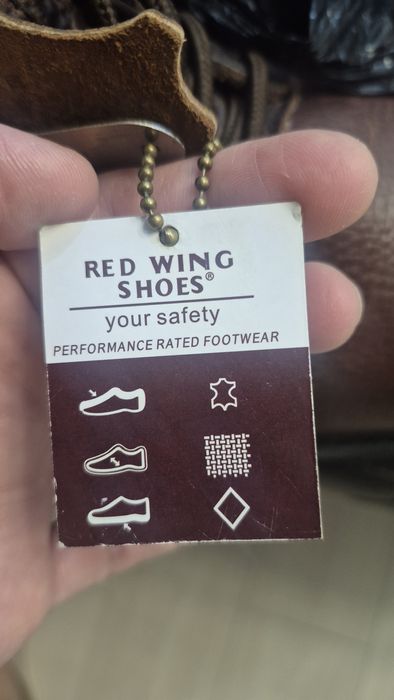 RED WING
SHOES®
your safety
PERFORMANCE RATED FOOTWEAR